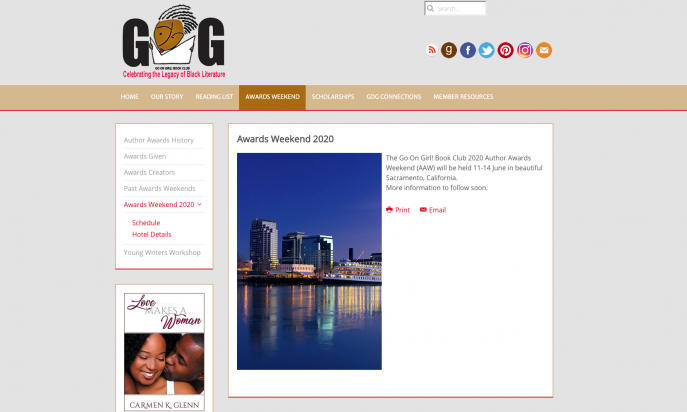 GOG
GO ON GIRL! BOOK CLUB
Celebrating the Legacy of Black Literature
Search...
HOME OUR STORY READING LIST AWARDS WEEKEND SCHOLARSHIPS GOG CONNECTIONS MEMBER RESOURCES
Author Awards History
Awards Given
Awards Creators
Past Awards Weekends
Awards Weekend 2020
Schedule
Hotel Details
Young Writers Workshop
Love
MAKES A
Woman
CARMEN K. GLENN
Awards Weekend 2020
The Go On Girl! Book Club 2020 Author Awards
Weekend (AAW) will be held 11-14 June in beautiful
Sacramento, California.
More information to follow soon.
Print Email